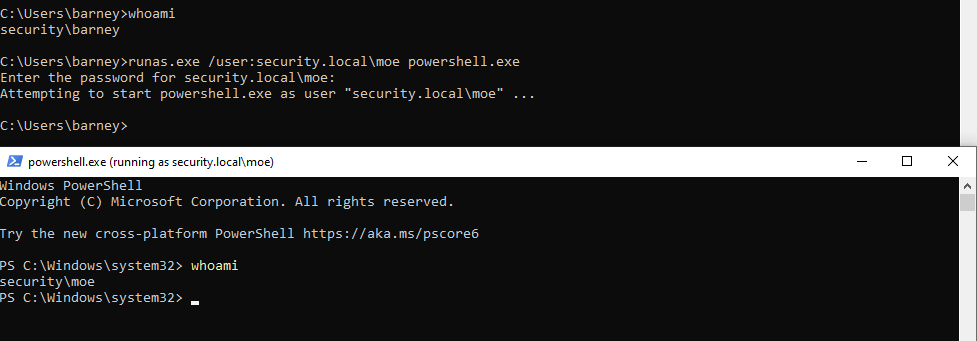 C:\Users\barney>whoami
security\barney
C:\Users\barney>runas.exe /user:security.local\moe powershell.exe
Enter the password for security.local\moe:
Attempting to start powershell.exe as user "security.local\moe" ...
C:\Users\barney>
powershell.exe (running as security.local\moe)
Windows PowerShell
Copyright (C) Microsoft Corporation. All rights reserved.
Try the new cross-platform PowerShell https://aka.ms/pscore6
PS C:\Windows\system32> whoami
security\moe
PS C:\Windows\system32>